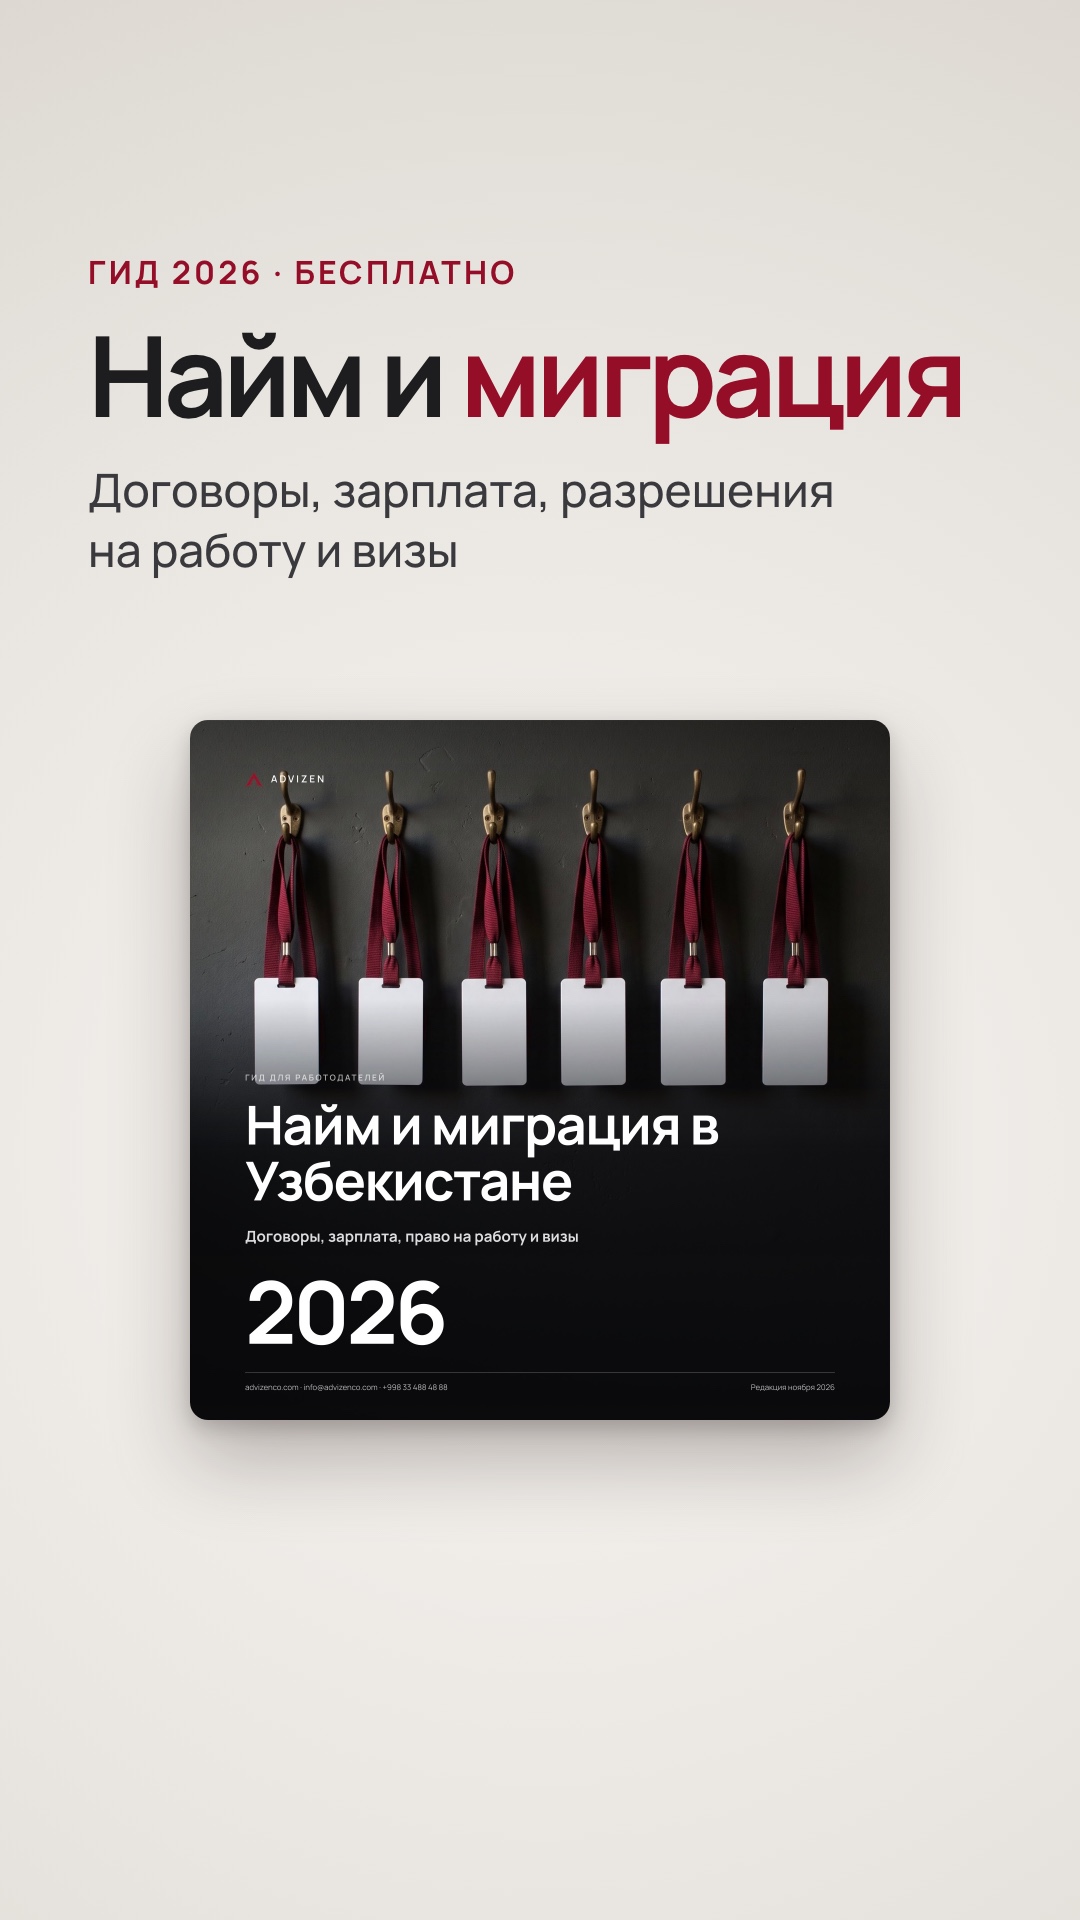 ГИД 2026 · БЕСПЛАТНО
Найм и миграция
Договоры, зарплата, разрешения
на работу и визы
ADVIZEN
ГИД ДЛЯ РАБОТОДАТЕЛЕЙ
Найм и миграция в
Узбекистане
Договоры, зарплата, право на работу и визы
2026
advizenco.com · info@advizenco.com · +998 33 488 48 88
Редакция ноября 2026